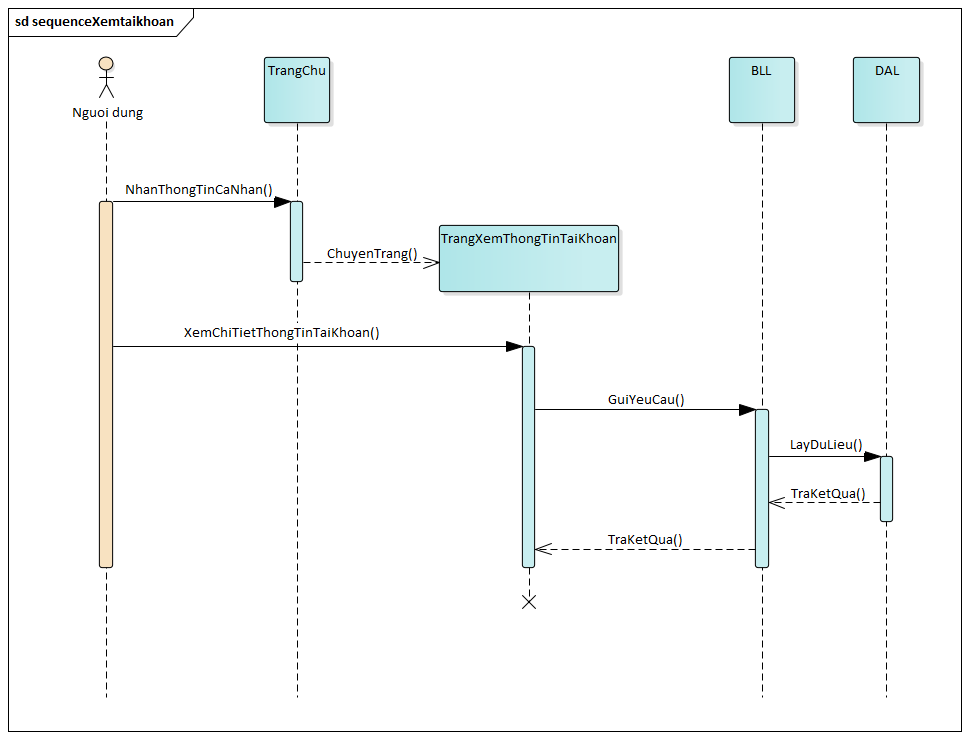 sd sequenceXemtaikhoan
Nguoi dung
TrangChu
BLL
DAL
NhanThongTinCaNhan()
TrangXemThongTinTaiKhoan
ChuyenTrang()
XemChiTietThongTinTaiKhoan()
GuiYeuCau()
LayDuLieu()
TraKetQua()
TraKetQua()